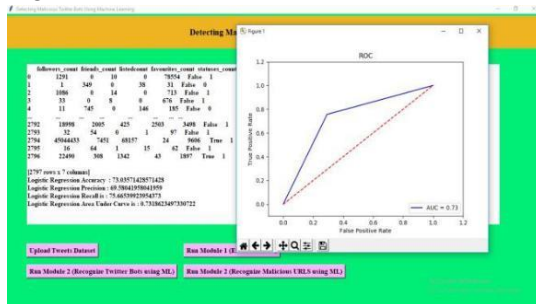 Detecting Malicious Twitter Bots Using Machine Learning
Detecting Ma
followers_count friends_count listedcount favourites_count statuses_count
0 1291 0 10 0 78554 False 1
1 1 349 0 38 31 False 0
2 1086 0 14 0 713 False 1
3 33 0 8 0 676 False 1
4 11 745 0 146 185 False 0
... ... ... ... ... ... ... ...
2792 18998 2005 425 2503 3498 False 1
2793 32 54 0 1 97 False 1
2794 45044433 7451 68157 24 9606 True 1
2795 16 64 1 15 62 False 1
2796 22490 308 1342 43 1897 True 1
[2797 rows x 7 columns]
Logistic Regression Accuracy : 73.03571428571428
Logistic Regression Precision : 69.58041958041959
Logistic Regression Recall is : 75.66539923954373
Logistic Regression Area Under Curve is : 0.7318623497330722
Upload Tweets Dataset
Run Module 1 (E
Run Module 2 (Recognize Twitter Bots using ML)
Run Module 2 (Recognize Malicious URLS using ML)
Figure 1
ROC
True Positive Rate
1.2
1.0
0.8
0.6
0.4
0.2
0.0
0.0 0.2 0.4 0.6 0.8 1.0 1.2
False Positive Rate
AUC = 0.73